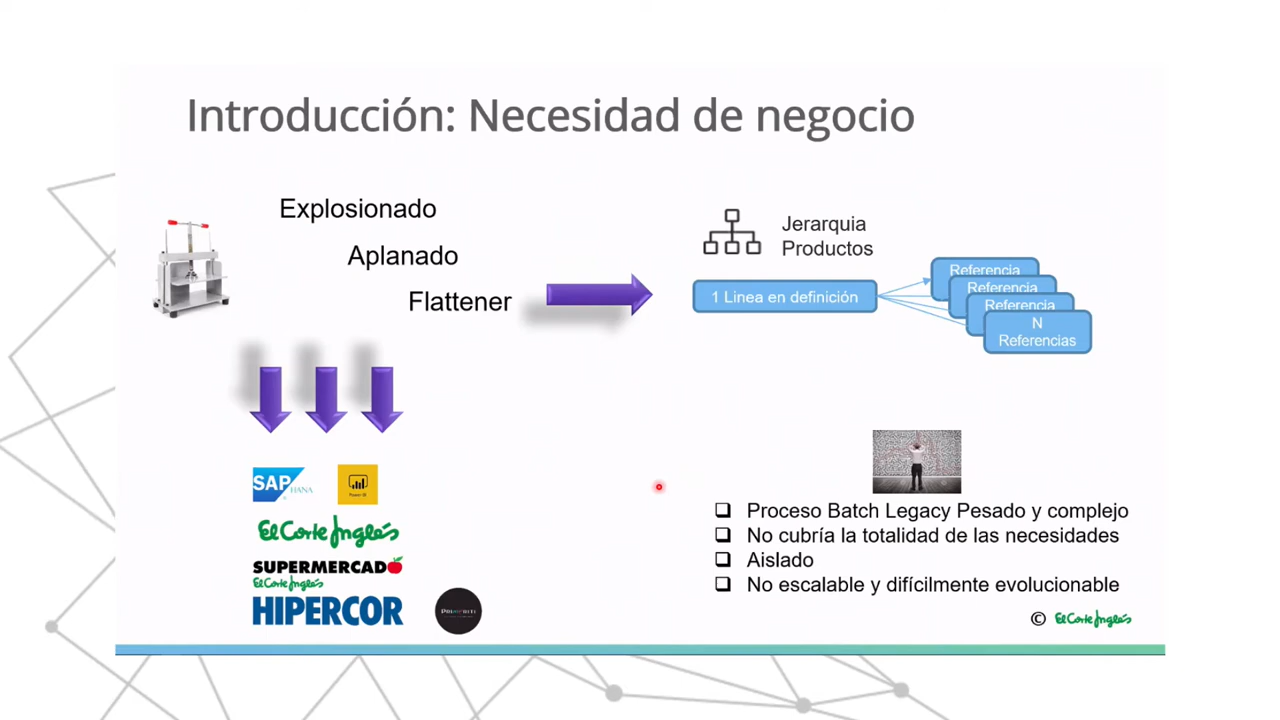 Introducción: Necesidad de negocio
Explosionado
Aplanado
Flattener
Jerarquia
Productos
1 Linea en definición
Referencia
Referencia
Referencia
N
Referencias
SAP
HANA
Power BI
El Corte Inglés
SUPERMERCADO
El Corte Inglés
HIPERCOR
Proceso Batch Legacy Pesado y complejo
No cubría la totalidad de las necesidades
Aislado
No escalable y difícilmente evolucionable
© El Corte Inglés